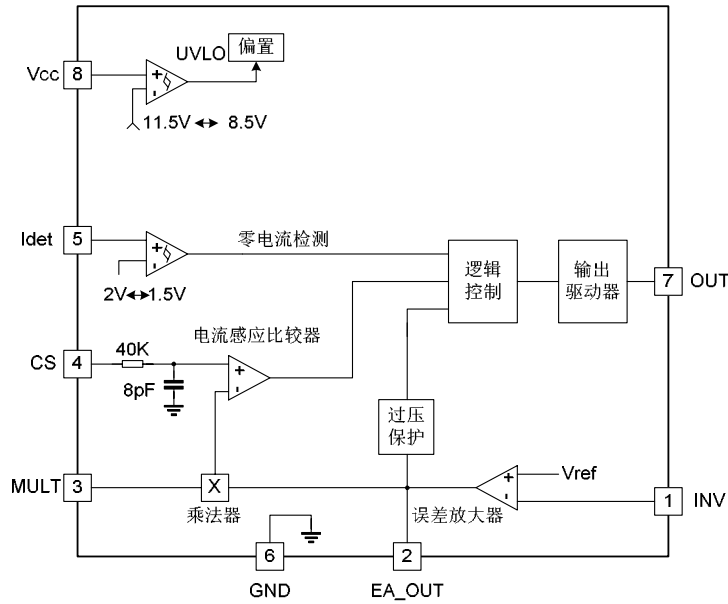 偏置
UVLO
Vcc
8
+
-
11.5V 8.5V
Idet
5
+
-
零电流检测
2V 1.5V
逻辑
控制
输出
驱动器
7
OUT
电流感应比较器
CS
4
40K
8pF
+
-
过压
保护
MULT
3
X
乘法器
+
-
Vref
误差放大器
1
INV
6
GND
2
EA_OUT